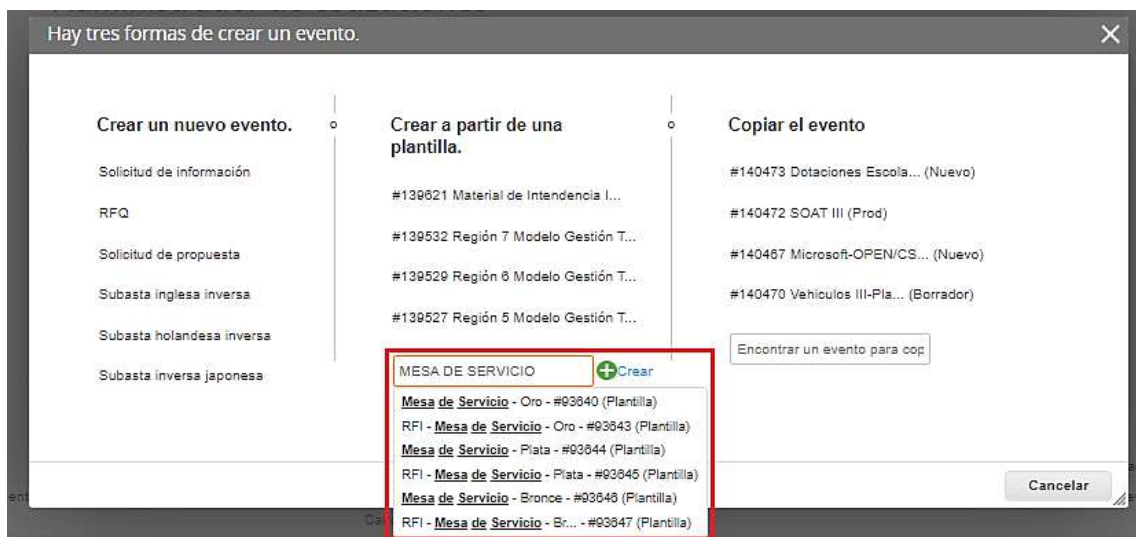 Hay tres formas de crear un evento.
Crear un nuevo evento.
Solicitud de información
RFQ
Solicitud de propuesta
Subasta inglesa inversa
Subasta holandesa inversa
Subasta inversa japonesa
Crear a partir de una
plantilla.
#139621 Material de Intendencia I...
#139532 Región 7 Modelo Gestión T...
#139529 Región 6 Modelo Gestión T...
#139527 Región 5 Modelo Gestión T...
MESA DE SERVICIO
Crear
Mesa de Servicio - Oro - #93640 (Plantilla)
RFI - Mesa de Servicio - Oro - #93643 (Plantilla)
Mesa de Servicio - Plata - #93644 (Plantilla)
RFI - Mesa de Servicio - Plata - #93645 (Plantilla)
Mesa de Servicio - Bronce - #93646 (Plantilla)
RFI - Mesa de Servicio - Br... - #93647 (Plantilla)
Copiar el evento
#140473 Dotaciones Escola... (Nuevo)
#140472 SOAT III (Prod)
#140467 Microsoft-OPEN/CS... (Nuevo)
#140470 Vehiculos III-Pla... (Borrador)
Encontrar un evento para cop
Cancelar